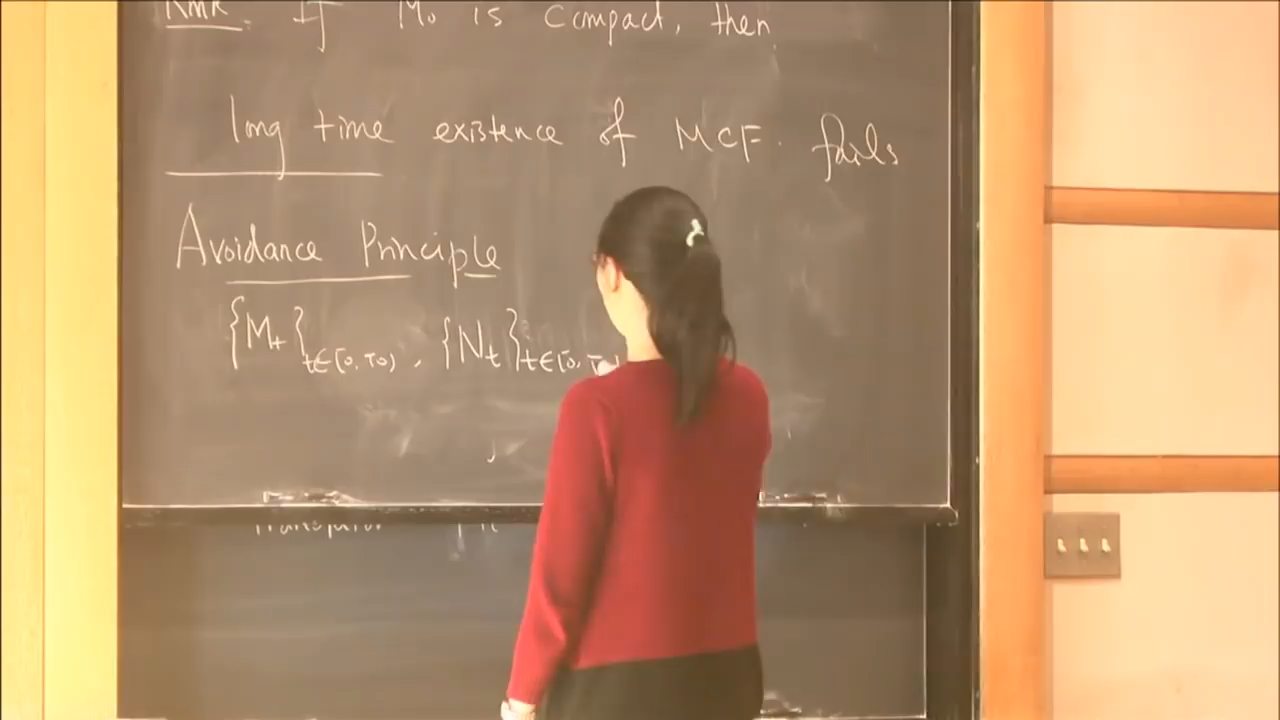 RMK. If M₀ is compact, then
long time existence of MCF. fails
Avoidance Principle
{M_t}_{t∈[0,T₀)}, {N_t}_{t∈[0,T₀)}